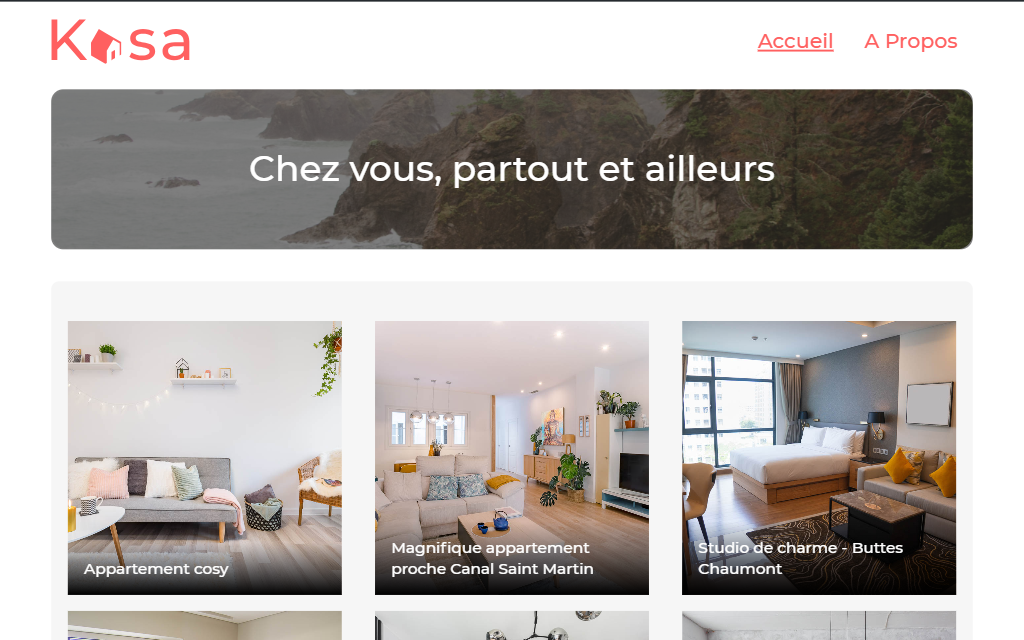 Kasa
Accueil A Propos
Chez vous, partout et ailleurs
Appartement cosy
Magnifique appartement
proche Canal Saint Martin
Studio de charme - Buttes
Chaumont